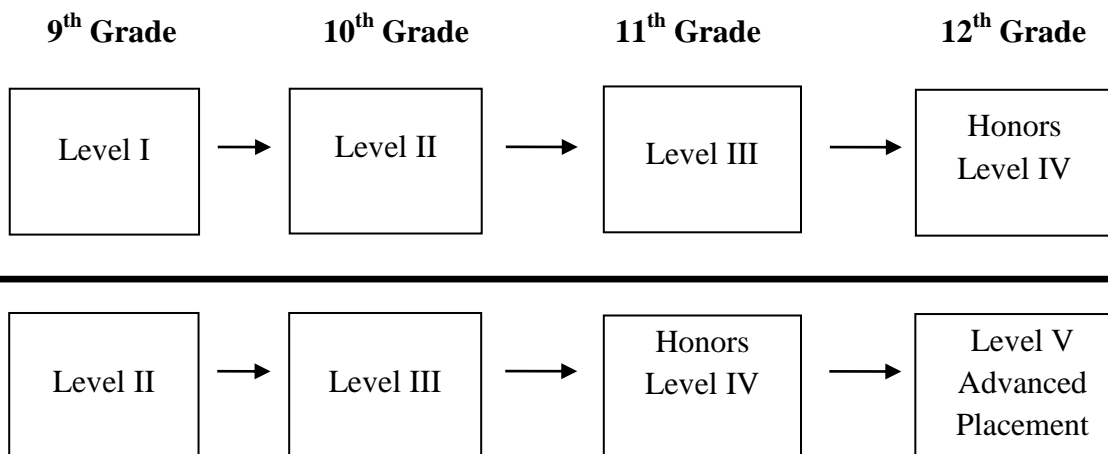 9th Grade 10th Grade 11th Grade 12th Grade
Level I Level II Level III Honors
Level IV
Level II Level III Honors
Level IV Level V
Advanced
Placement